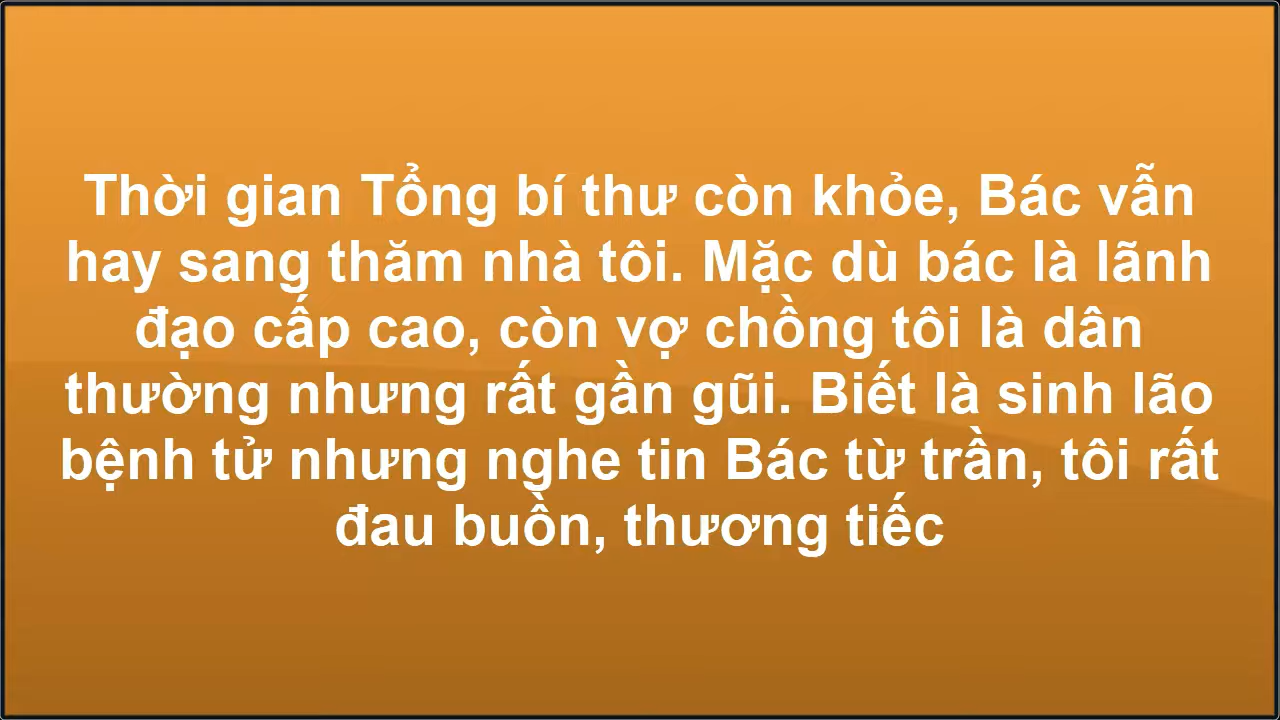 Thời gian Tổng bí thư còn khỏe, Bác vẫn
hay sang thăm nhà tôi. Mặc dù bác là lãnh
đạo cấp cao, còn vợ chồng tôi là dân
thường nhưng rất gần gũi. Biết là sinh lão
bệnh tử nhưng nghe tin Bác từ trần, tôi rất
đau buồn, thương tiếc